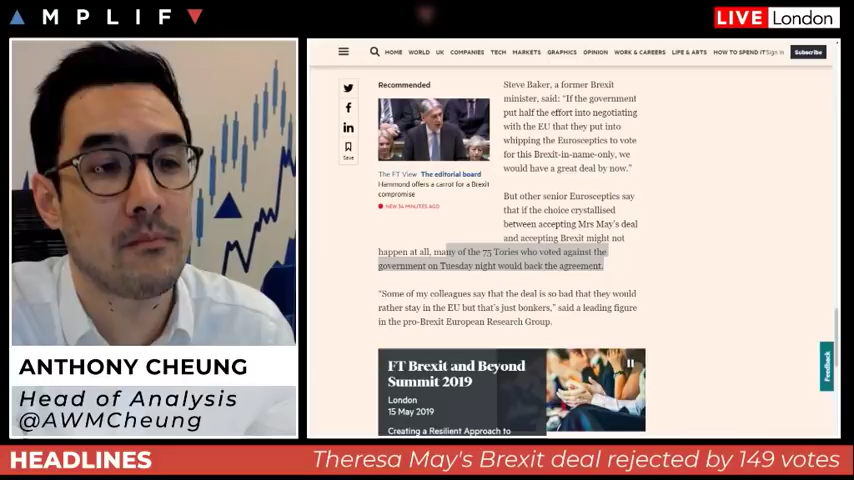 AMPLIFY
LIVE London
HOME WORLD UK COMPANIES TECH MARKETS GRAPHICS OPINION WORK & CAREERS LIFE & ARTS HOW TO SPEND IT Sign in Subscribe
Recommended
The FT View The editorial board
Hammond offers a carrot for a Brexit
compromise
NEW 34 MINUTES AGO
Save
Steve Baker, a former Brexit
minister, said: “If the government
put half the effort into negotiating
with the EU that they put into
whipping the Eurosceptics to vote
for this Brexit-in-name-only, we
would have a great deal by now.”
But other senior Eurosceptics say
that if the choice crystallised
between accepting Mrs May’s deal
and accepting Brexit might not
happen at all, many of the 75 Tories who voted against the
government on Tuesday night would back the agreement.
“Some of my colleagues say that the deal is so bad that they would
rather stay in the EU but that’s just bonkers,” said a leading figure
in the pro-Brexit European Research Group.
FT Brexit and Beyond
Summit 2019
London
15 May 2019
Creating a Resilient Approach to
Feedback
ANTHONY CHEUNG
Head of Analysis
@AWMCheung
HEADLINES
Theresa May's Brexit deal rejected by 149 votes